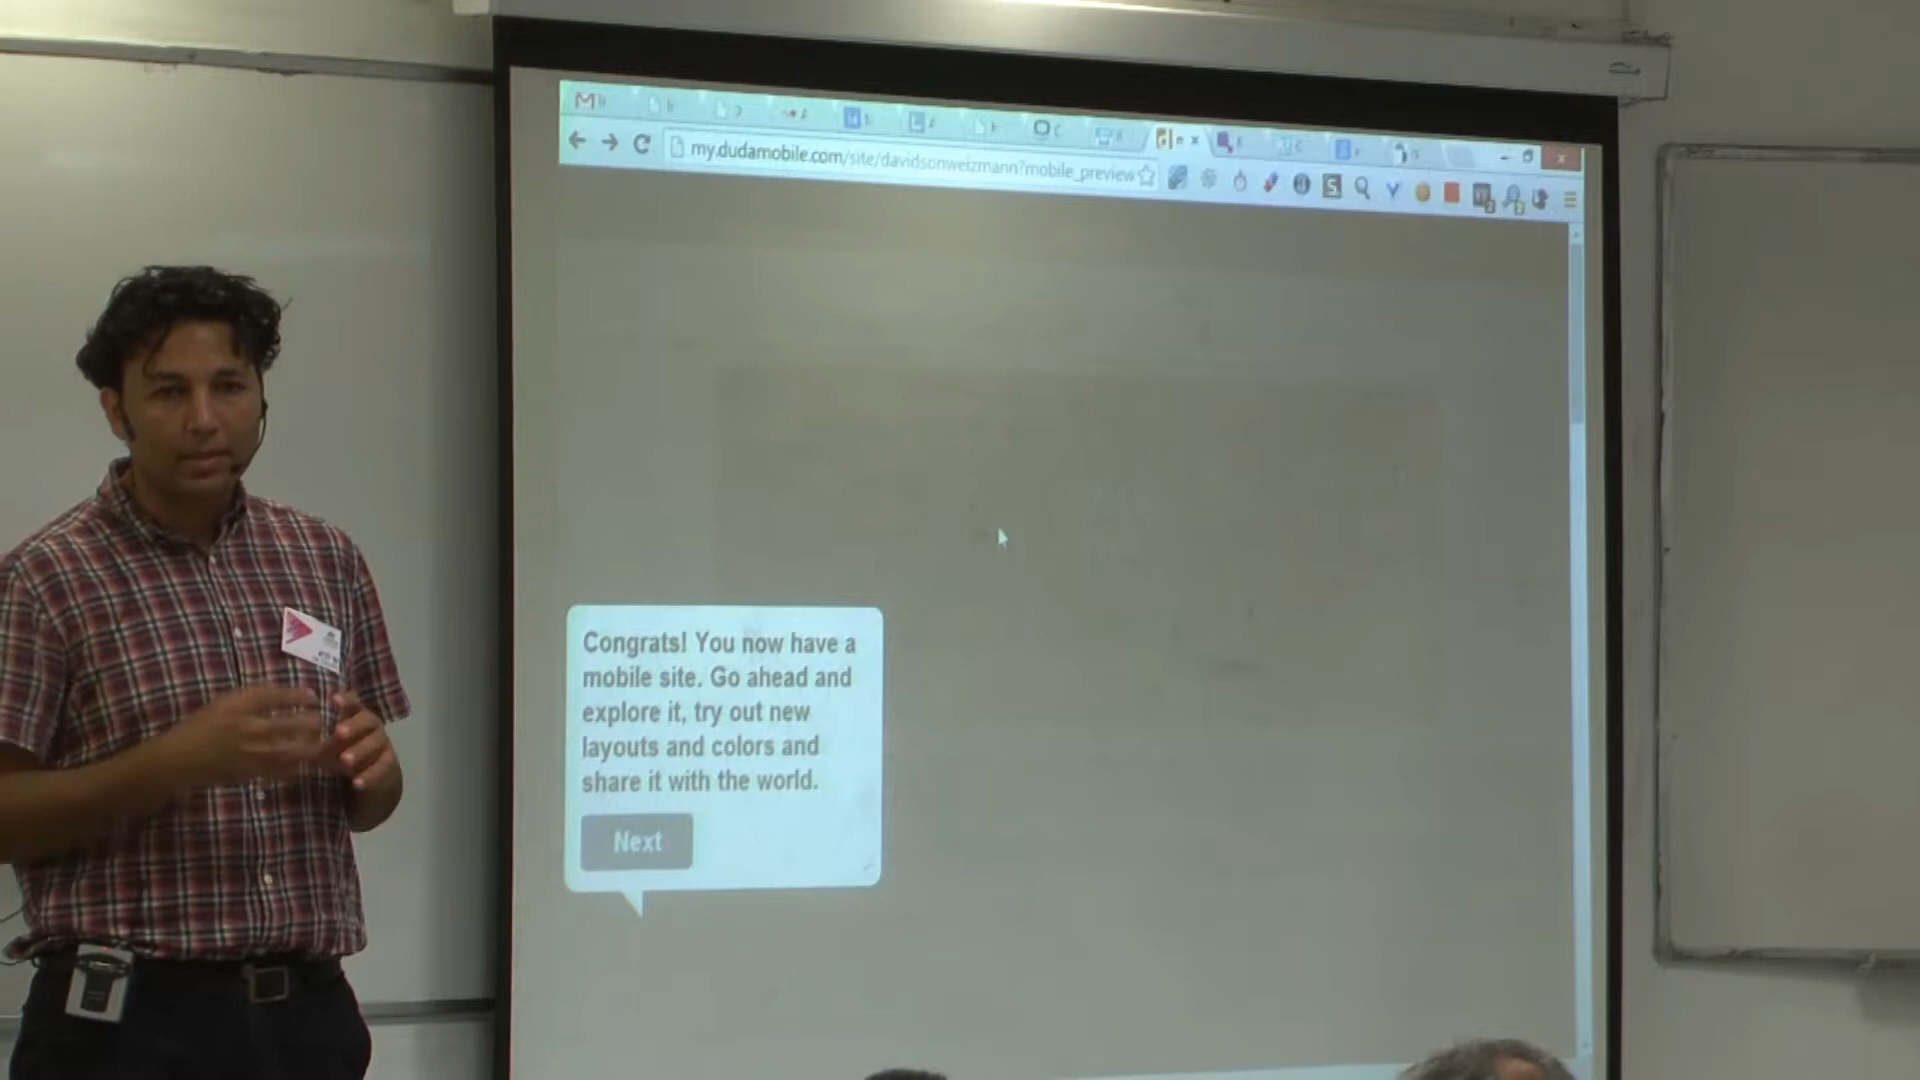 my.dudamobile.com/site/davidsonweizmann?mobile_preview
Congrats! You now have a
mobile site. Go ahead and
explore it, try out new
layouts and colors and
share it with the world.
Next